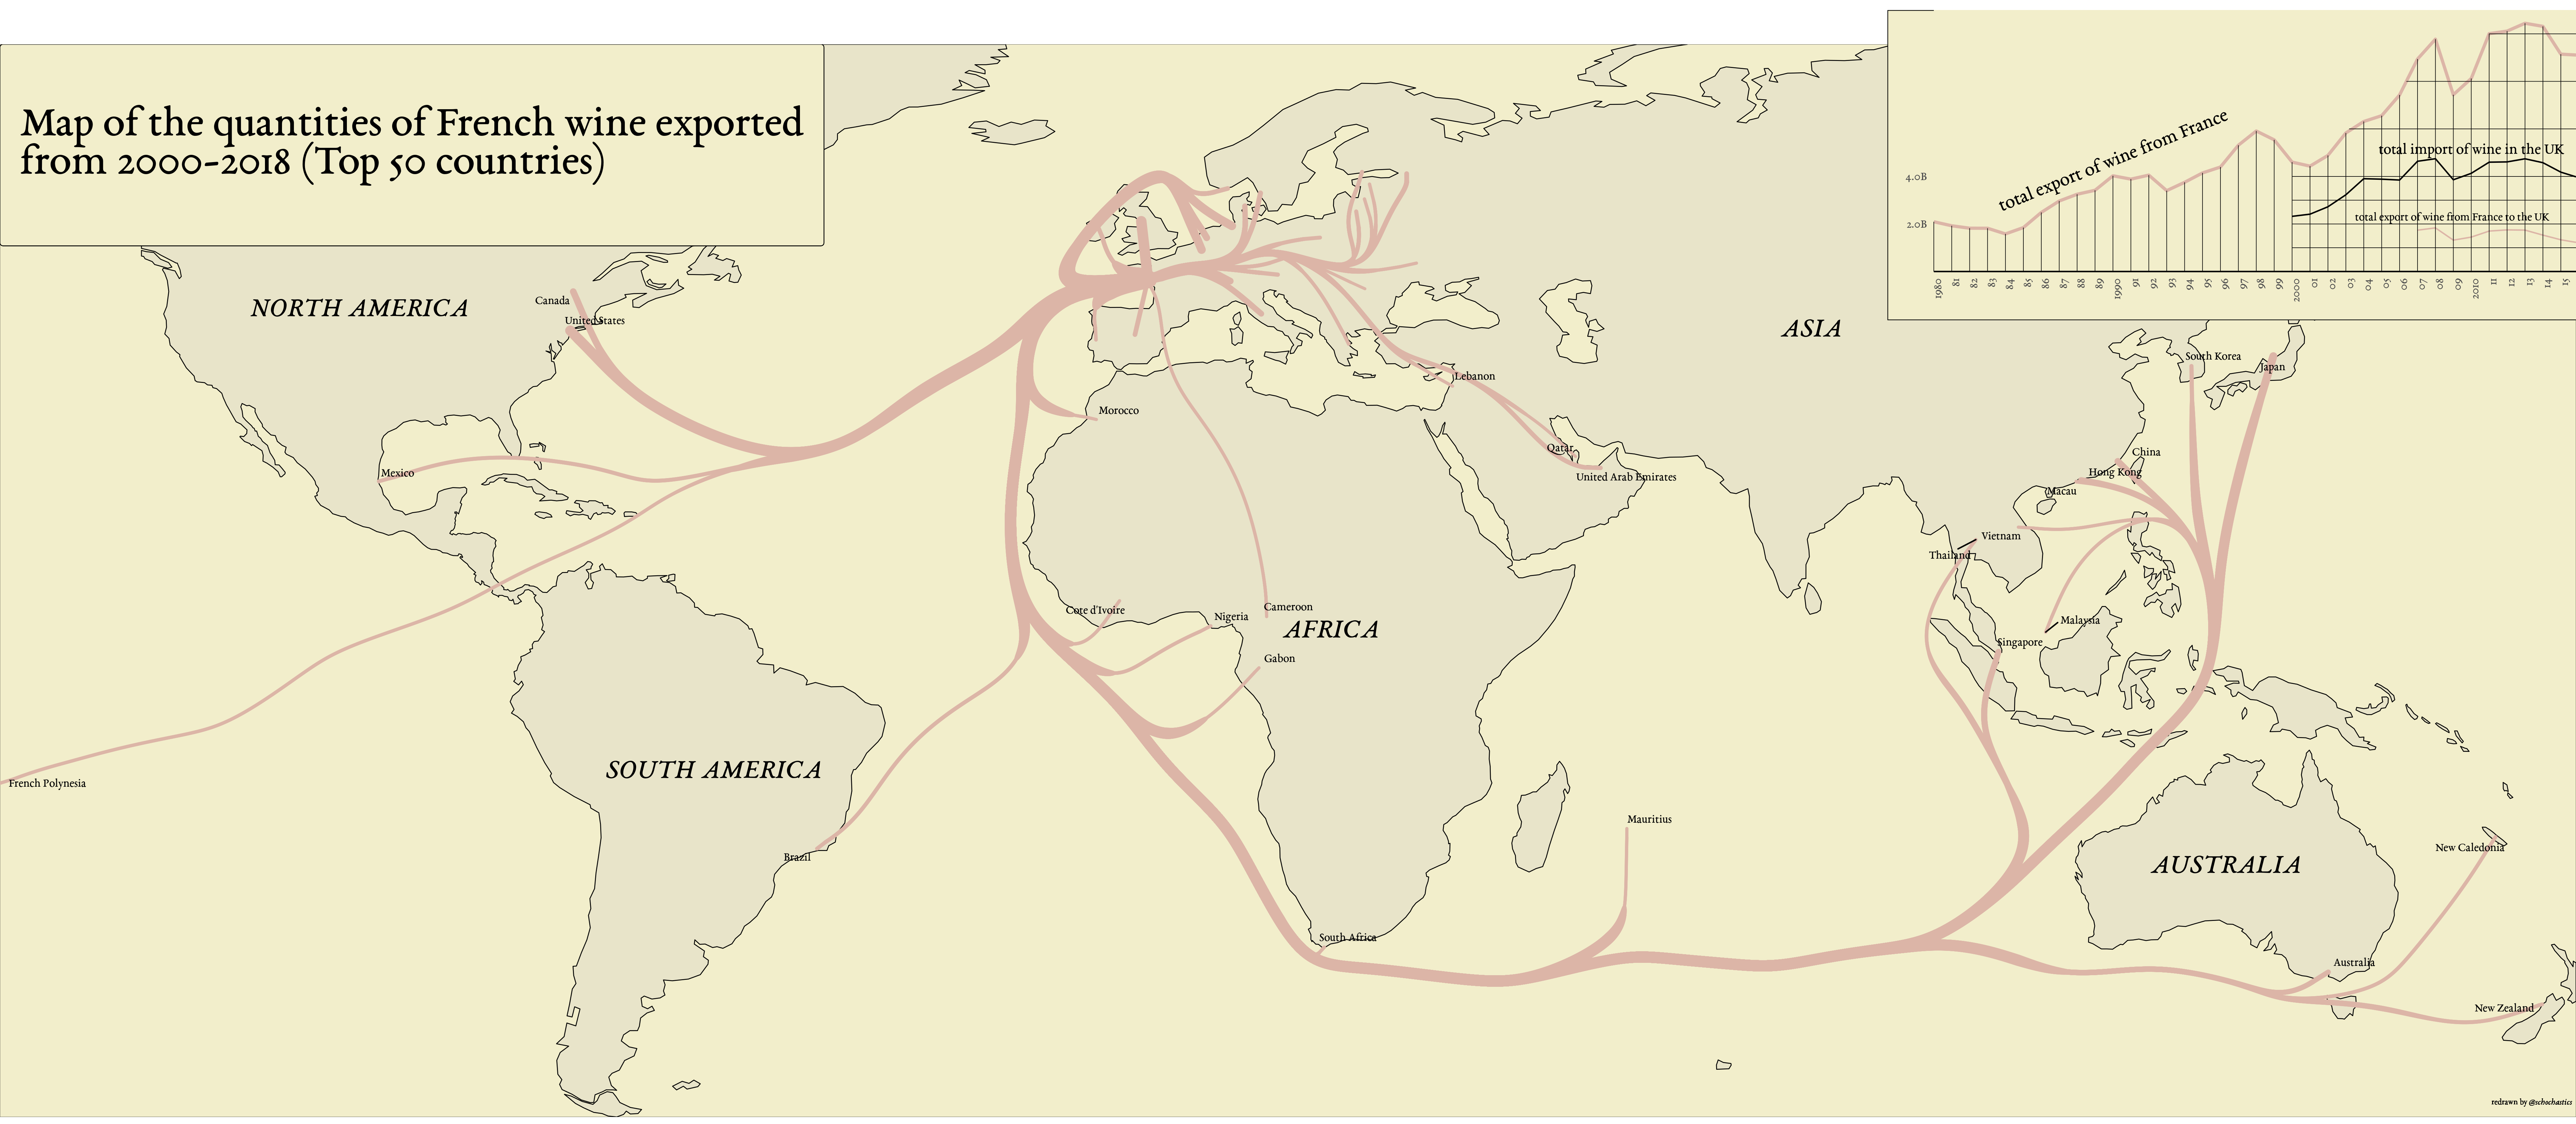 Map of the quantities of French wine exported
from 2000-2018 (Top 50 countries)
total export of wine from France
total import of wine in the UK
total export of wine from France to the UK
4.0B
2.0B
1980 81 82 83 84 85 86 87 88 89 1990 91 92 93 94 95 96 97 98 99 2000 01 02 03 04 05 06 07 08 09 2010 11 12 13 14 15
NORTH AMERICA
Canada
United States
ASIA
South Korea
Japan
Lebanon
Morocco
Mexico
Qatar
United Arab Emirates
China
Hong Kong
Macau
Vietnam
Thailand
Cote d'Ivoire
Nigeria
Cameroon
AFRICA
Gabon
Malaysia
Singapore
SOUTH AMERICA
French Polynesia
Brazil
Mauritius
New Caledonia
AUSTRALIA
South Africa
Australia
New Zealand
redrawn by @schochastics